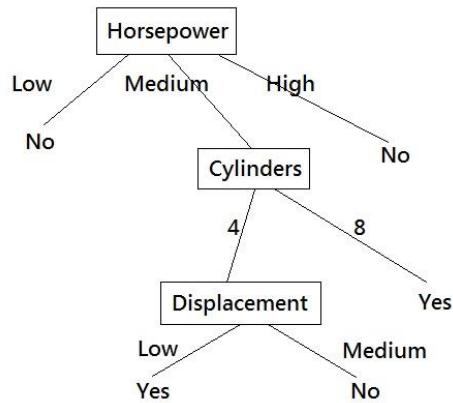 Horsepower
Low
Medium
High
No
No
Cylinders
4
8
Displacement
Yes
Low
Medium
Yes
No